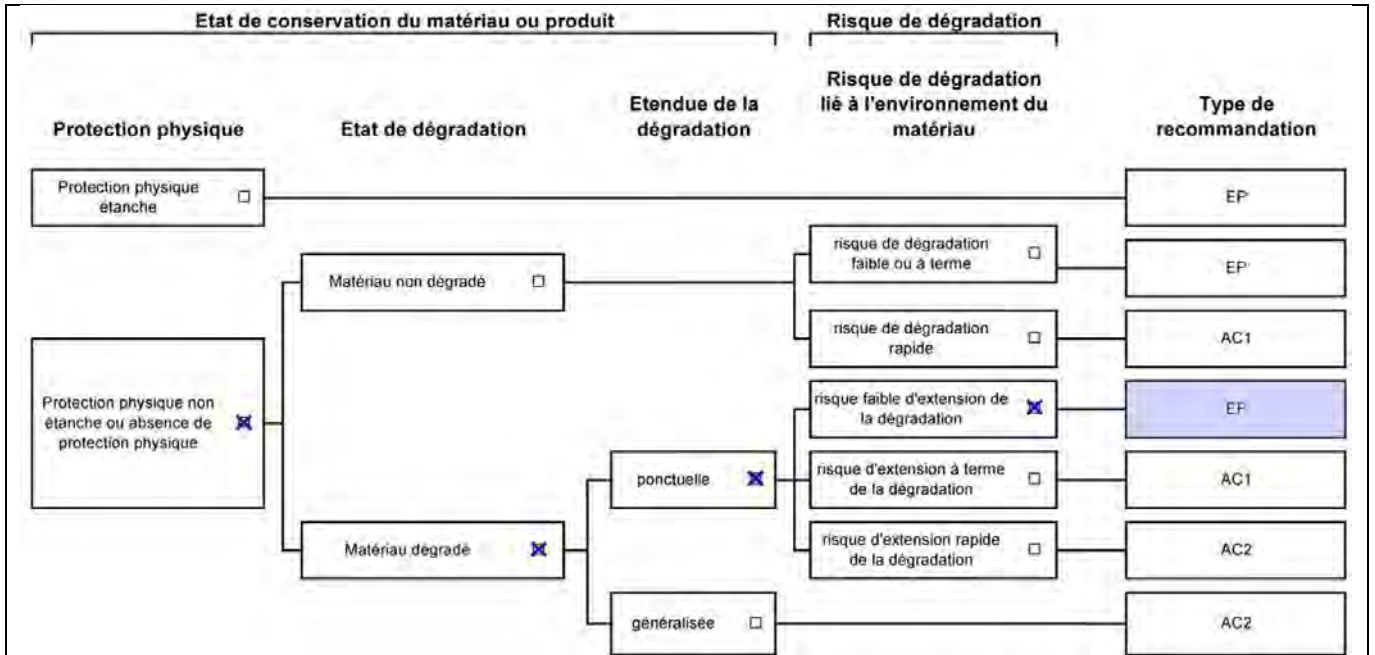 Etat de conservation du matériau ou produit
Risque de dégradation
Protection physique
Etat de dégradation
Etendue de la
dégradation
Risque de dégradation
lié à l'environnement du
matériau
Type de
recommandation
Protection physique
étanche
EP
Matériau non dégradé
risque de dégradation
faible ou à terme
EP
risque de dégradation
rapide
AC1
Protection physique non
étanche ou absence de
protection physique
risque faible d'extension de
la dégradation
EP
ponctuelle
risque d'extension à terme
de la dégradation
AC1
Matériau dégradé
risque d'extension rapide
de la dégradation
AC2
généralisée
AC2